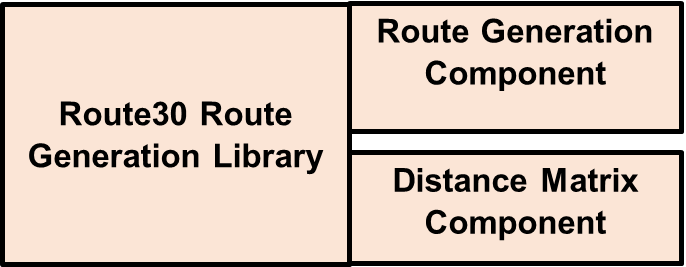 Route30 Route
Generation Library
Route Generation
Component
Distance Matrix
Component